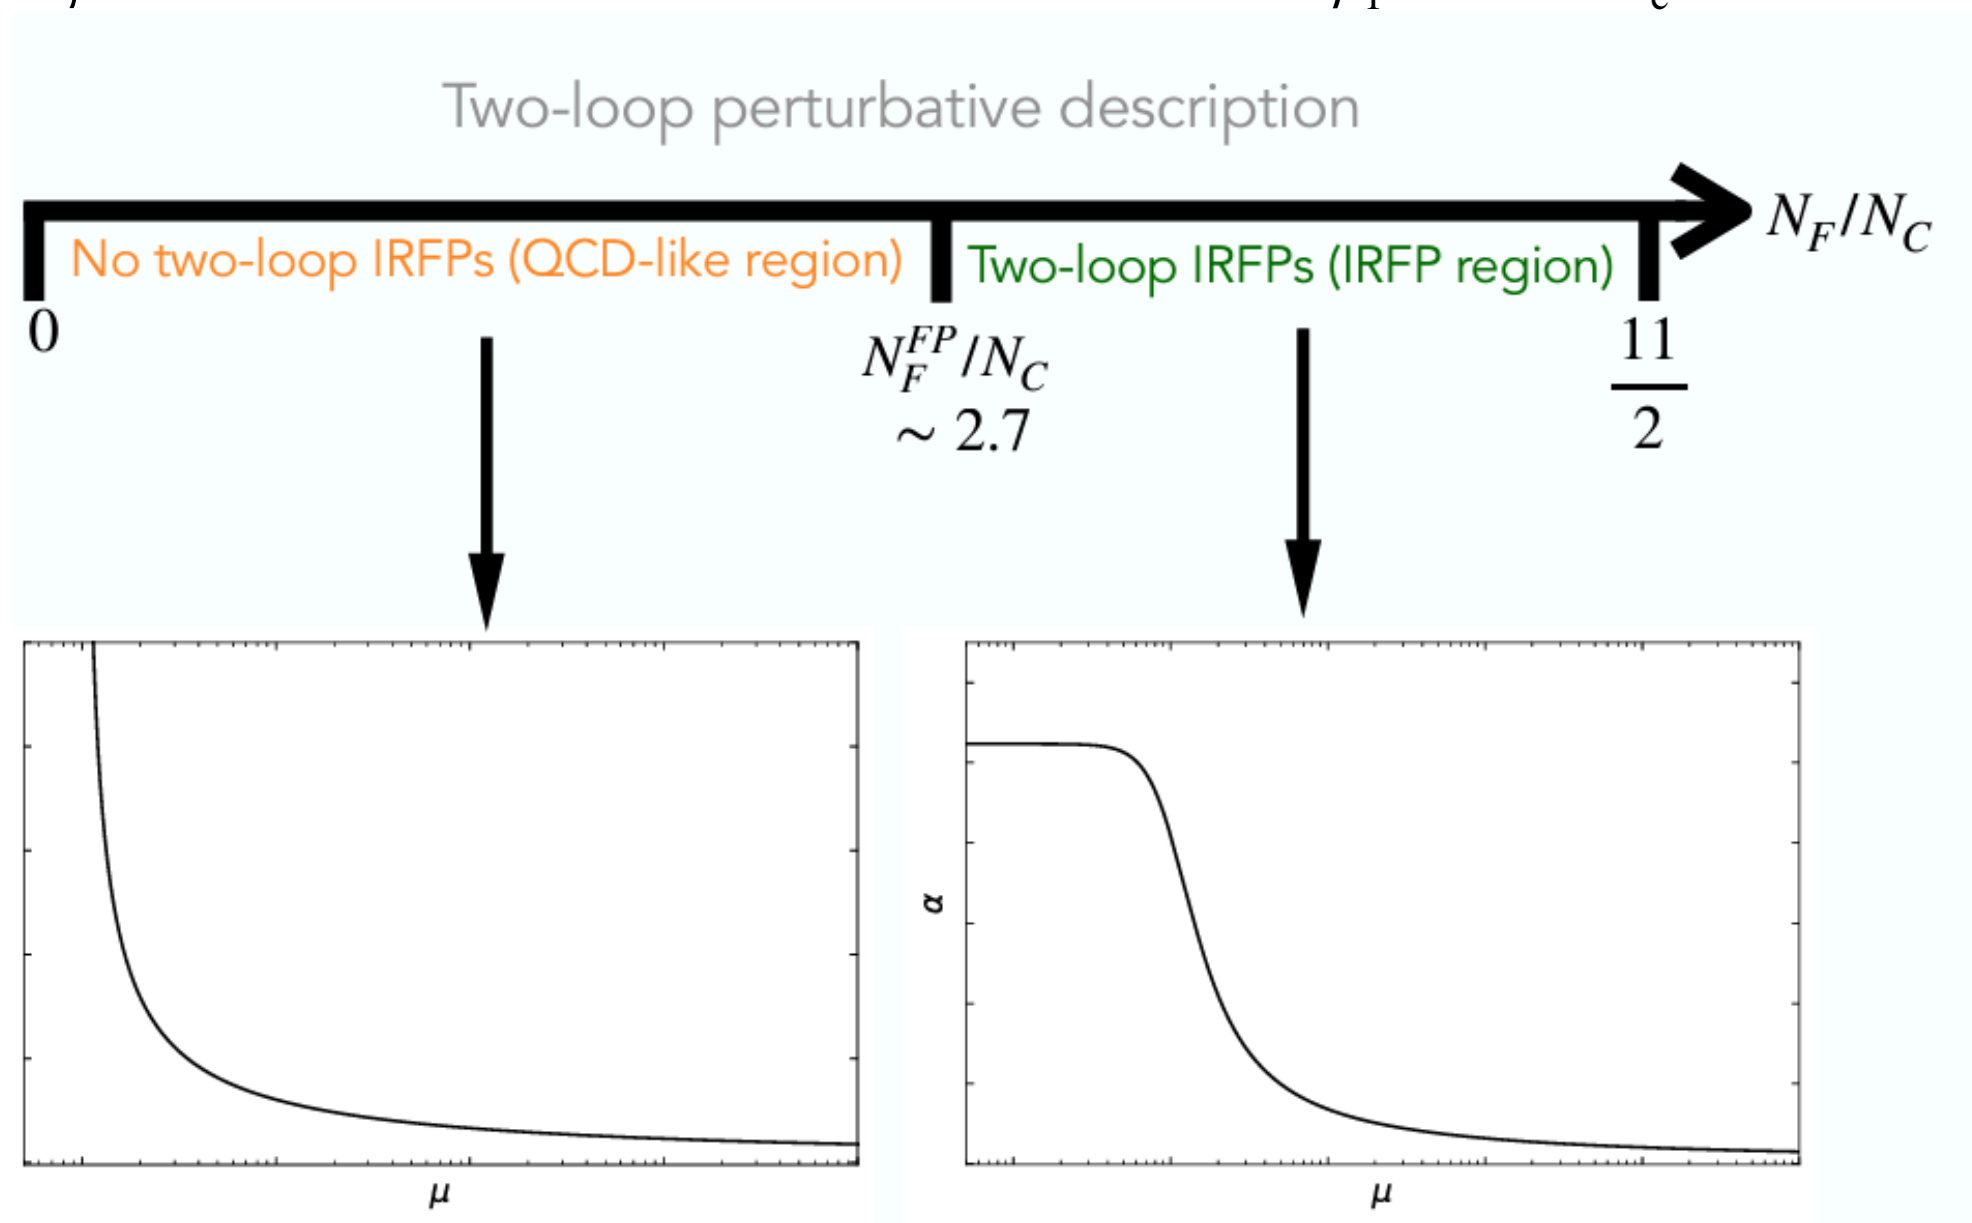 Two-loop perturbative description
N_F/N_C
No two-loop IRFPs (QCD-like region)
Two-loop IRFPs (IRFP region)
0
N_F^{FP}/N_C
~ 2.7
11
2
α
μ
μ